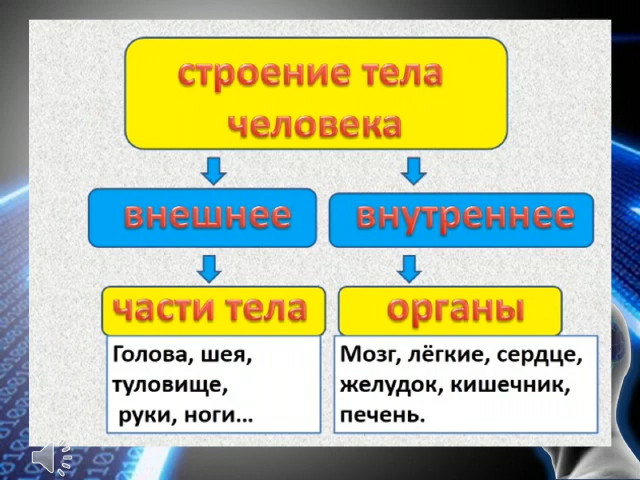 строение тела
человека
внешнее
внутреннее
части тела
органы
Голова, шея,
туловище,
руки, ноги...
Мозг, лёгкие, сердце,
желудок, кишечник,
печень.